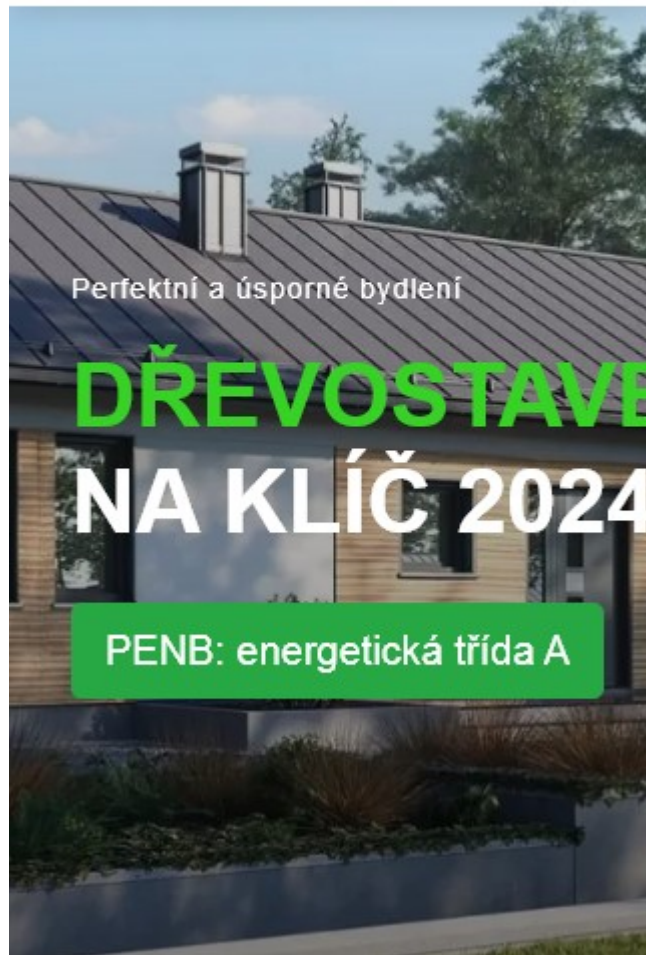 Perfektní a úsporné bydlení
DŘEVOSTAVE
NA KLÍČ 2024
PENB: energetická třída A